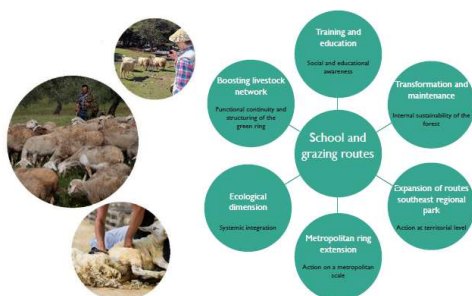 Training and
education
Social and educational
awareness
Boosting livestock
network
Functional continuity and
structuring of the
green ring
Transformation and
maintenance
Internal sustainability of the
forest
School and
grazing routes
Ecological
dimension
Systemic integration
Expansion of routes
southeast regional
park
Action at territorial level
Metropolitan ring
extension
Action on a metropolitan
scale